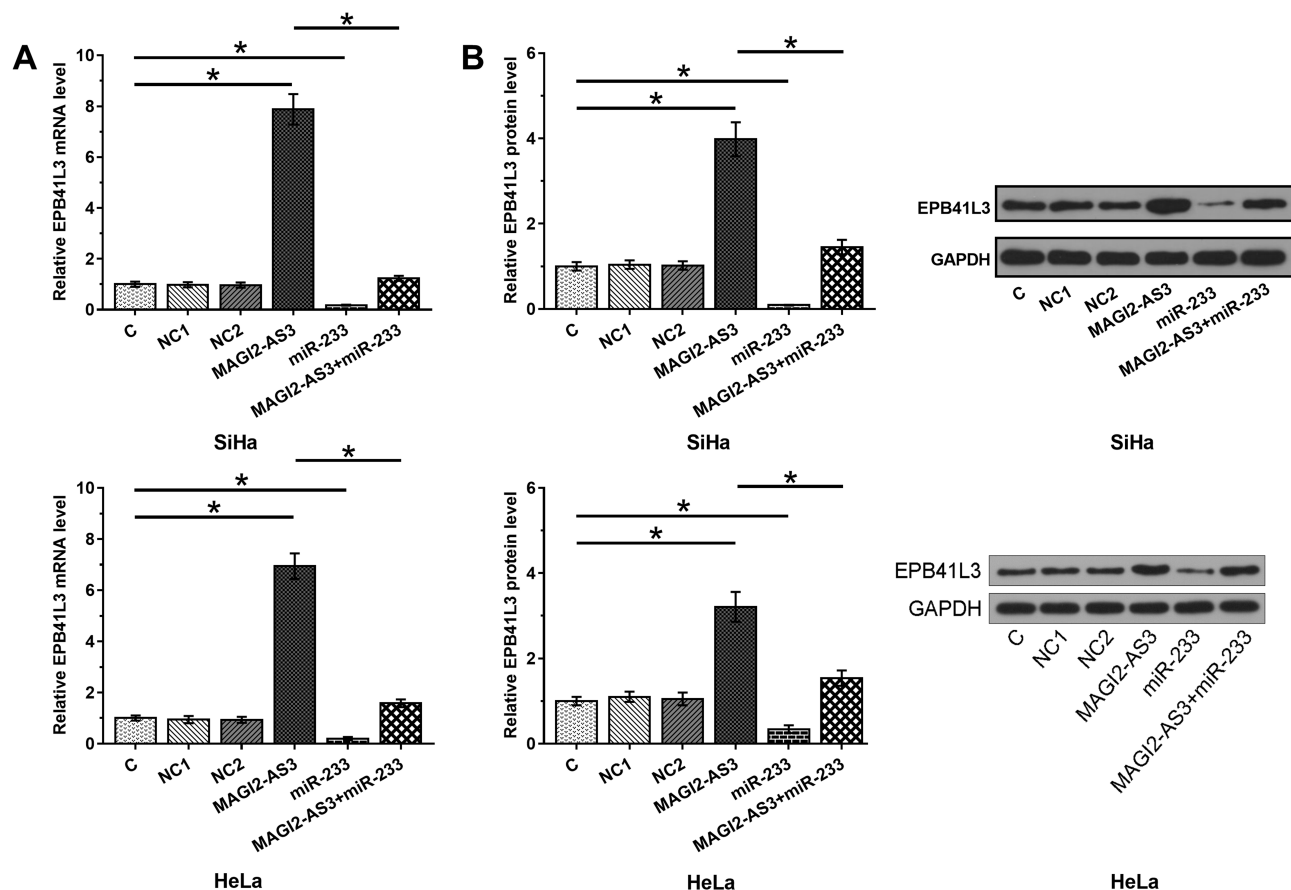 A
Relative EPB41L3 mRNA level
10
8
6
4
2
0
*
*
*
C
NC1
NC2
MAGI2-AS3
miR-233
MAGI2-AS3+miR-233
SiHa
B
Relative EPB41L3 protein level
6
4
2
0
*
*
*
C
NC1
NC2
MAGI2-AS3
miR-233
MAGI2-AS3+miR-233
SiHa
EPB41L3
GAPDH
C
NC1
NC2
MAGI2-AS3
miR-233
MAGI2-AS3+miR-233
SiHa
Relative EPB41L3 mRNA level
10
8
6
4
2
0
*
*
*
C
NC1
NC2
MAGI2-AS3
miR-233
MAGI2-AS3+miR-233
HeLa
Relative EPB41L3 protein level
6
4
2
0
*
*
*
C
NC1
NC2
MAGI2-AS3
miR-233
MAGI2-AS3+miR-233
HeLa
EPB41L3
GAPDH
C
NC1
NC2
MAGI2-AS3
miR-233
MAGI2-AS3+miR-233
HeLa